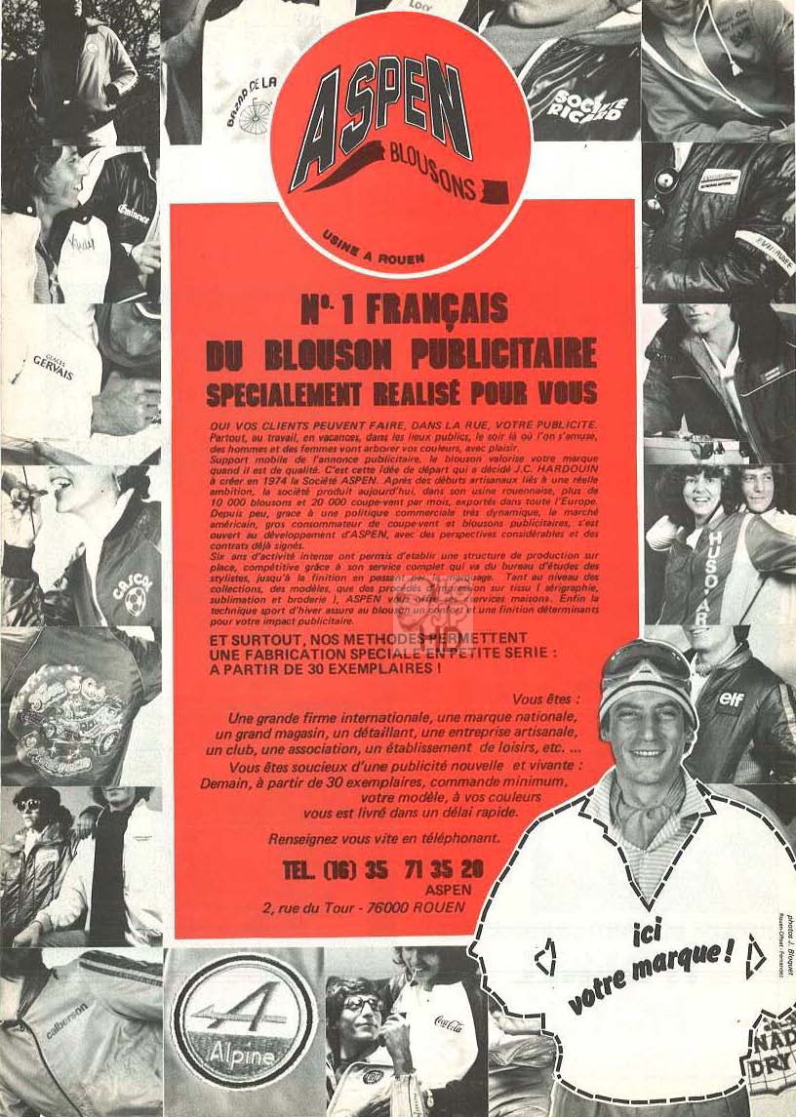 Looi
BAZAR DE LA
SOCIÉTÉ
RICARD
ASPEN
BLOUSONS
USINE A ROUEN
Eminence
GLACES
GERVAIS
CASCOL
HUSQVAR
elf
N° 1 FRANÇAIS
DU BLOUSON PUBLICITAIRE
SPECIALEMENT REALISÉ POUR VOUS
QUI VOS CLIENTS PEUVENT FAIRE, DANS LA RUE, VOTRE PUBLICITE.
Partout, au travail, en vacances, dans les lieux publics, le soir là où l'on s'amuse,
des hommes et des femmes vont arborer vos couleurs, avec plaisir.
Support mobile de l'annonce publicitaire, le blouson valorise votre marque
quand il est de qualité. C'est cette idée de départ qui a décidé J.C. HARDOUIN
à créer en 1974 la Société ASPEN. Après des débuts artisanaux liés à une réelle
ambition, la société produit aujourd'hui, dans son usine rouennaise, plus de
10 000 blousons et 20 000 coupe-vent par mois, exportés dans toute l'Europe.
Depuis peu, grace à une politique commerciale très dynamique, le marché
américain, gros consommateur de coupe-vent et blousons publicitaires, s'est
ouvert au développement d'ASPEN, avec des perspectives considérables et des
contrats déjà signés.
Six ans d'activité intense ont permis d'etablir une structure de production sur
place, compétitive grâce à son service complet qui va du bureau d'études des
stylistes, jusqu'à la finition en passant Tant au niveau des
collections, des modèles, que des procédés sur tissu ( sérigraphie,
sublimation et broderie ), ASPEN services maisons. Enfin la
technique sport d'hiver assure au blouson un confort et une finition déterminants
pour votre impact publicitaire.
ET SURTOUT, NOS METHODES PERMETTENT
UNE FABRICATION SPECIALE EN PETITE SERIE :
A PARTIR DE 30 EXEMPLAIRES !
Vous êtes :
Une grande firme internationale, une marque nationale,
un grand magasin, un détaillant, une entreprise artisanale,
un club, une association, un établissement de loisirs, etc. ...
Vous êtes soucieux d'une publicité nouvelle et vivante :
Demain, à partir de 30 exemplaires, commande minimum,
votre modèle, à vos couleurs
vous est livré dans un délai rapide.
Renseignez vous vite en téléphonant.
TEL. (16) 35 71 35 20
ASPEN
2, rue du Tour - 76000 ROUEN
ici
votre marque !
photos J. Bloquet
calberson
Alpine
Coca-Cola
NAD
DRY